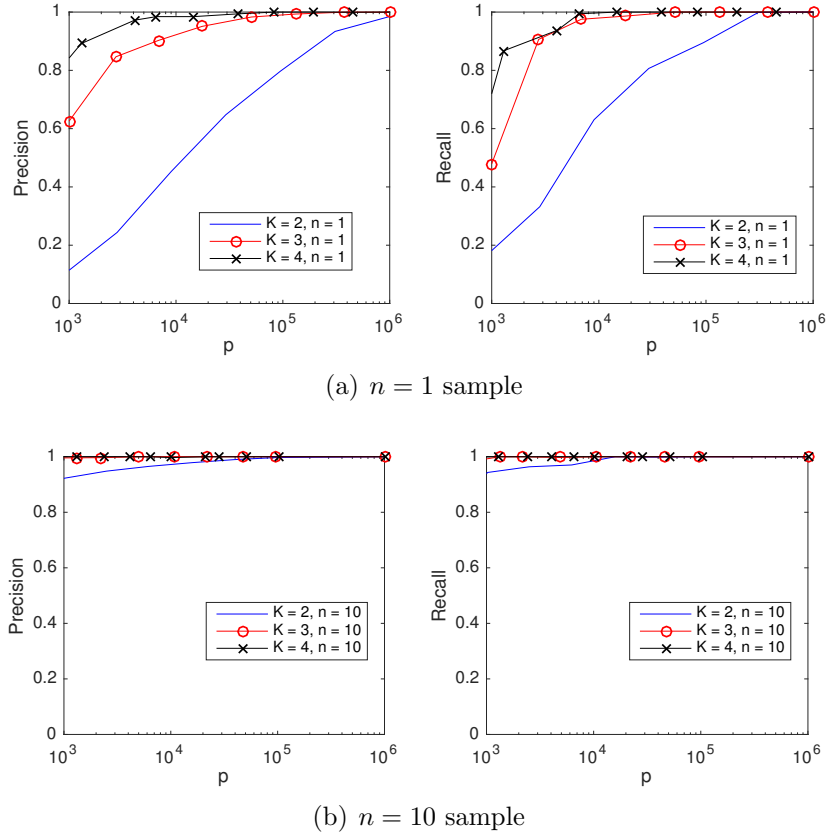 1
0.8
0.6
0.4
0.2
0
Precision
10^3 10^4 10^5 10^6
p
K = 2, n = 1
K = 3, n = 1
K = 4, n = 1
1
0.8
0.6
0.4
0.2
0
Recall
10^3 10^4 10^5 10^6
p
K = 2, n = 1
K = 3, n = 1
K = 4, n = 1
(a) n = 1 sample
1
0.8
0.6
0.4
0.2
0
Precision
10^3 10^4 10^5 10^6
p
K = 2, n = 10
K = 3, n = 10
K = 4, n = 10
1
0.8
0.6
0.4
0.2
0
Recall
10^3 10^4 10^5 10^6
p
K = 2, n = 10
K = 3, n = 10
K = 4, n = 10
(b) n = 10 sample